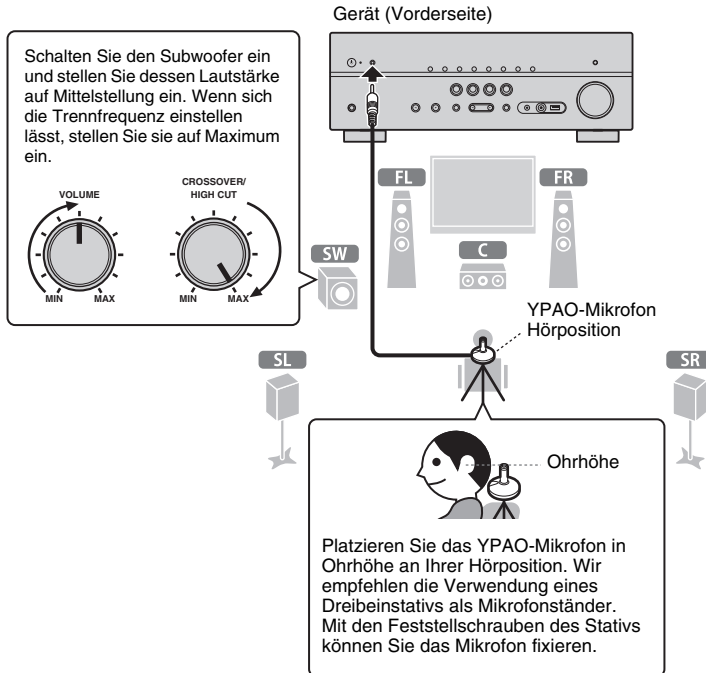 Gerät (Vorderseite)
Schalten Sie den Subwoofer ein
und stellen Sie dessen Lautstärke
auf Mittelstellung ein. Wenn sich
die Trennfrequenz einstellen
lässt, stellen Sie sie auf Maximum
ein.
VOLUME
CROSSOVER/
HIGH CUT
MIN
MAX
MIN
MAX
FL
FR
SW
C
YPAO-Mikrofon
Hörposition
SL
SR
Ohrhöhe
Platzieren Sie das YPAO-Mikrofon in
Ohrhöhe an Ihrer Hörposition. Wir
empfehlen die Verwendung eines
Dreibeinstativs als Mikrofonständer.
Mit den Feststellschrauben des Stativs
können Sie das Mikrofon fixieren.